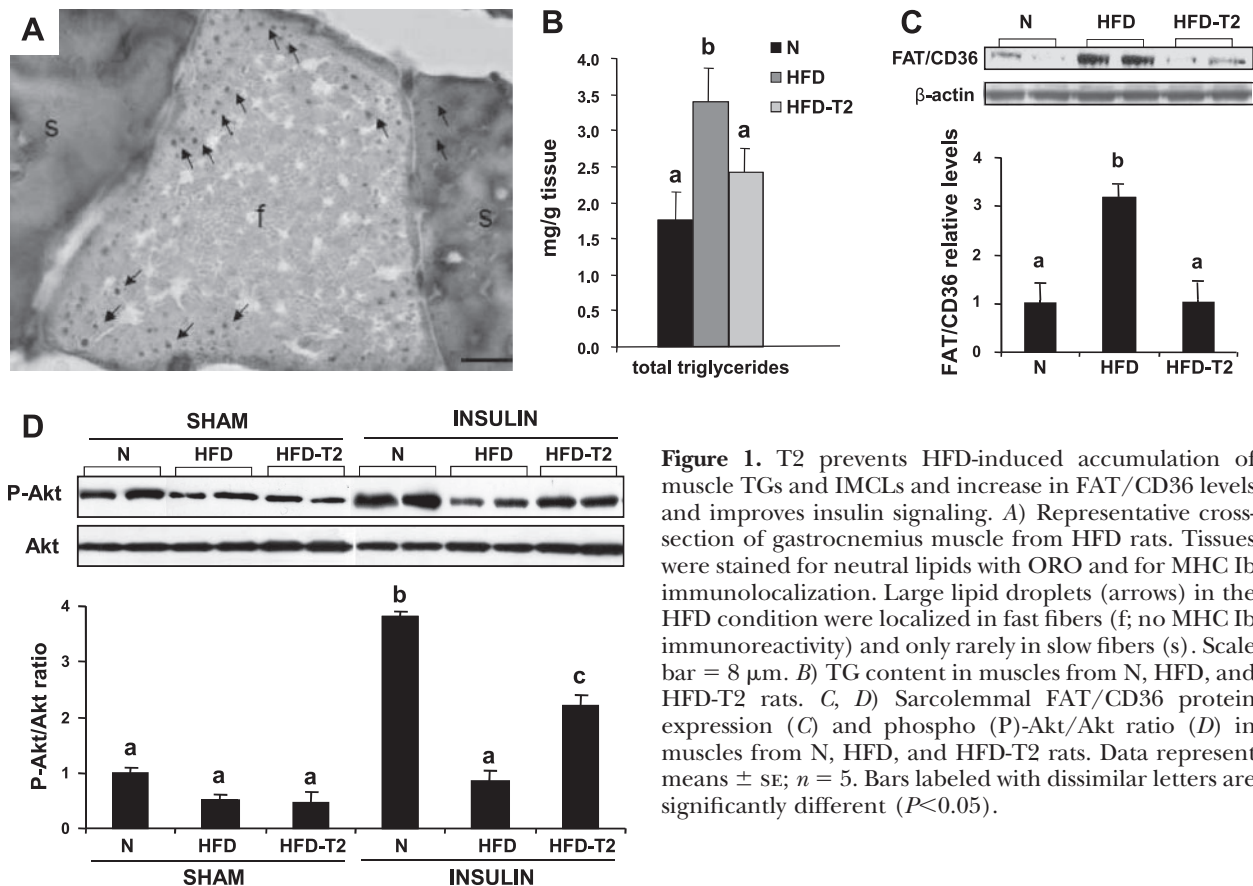 A
S
f
S
B
mg/g tissue
4.0
3.5
3.0
2.5
2.0
1.5
1.0
0.5
0.0
a
b
a
N
HFD
HFD-T2
total triglycerides
C
N HFD HFD-T2
FAT/CD36
β-actin
FAT/CD36 relative levels
4
3
2
1
0
a
b
a
N HFD HFD-T2
D
SHAM INSULIN
N HFD HFD-T2 N HFD HFD-T2
P-Akt
Akt
P-Akt/Akt ratio
4
2
1
0
a
a
a
b
a
c
N HFD HFD-T2 N HFD HFD-T2
SHAM INSULIN
Figure 1. T2 prevents HFD-induced accumulation of
muscle TGs and IMCLs and increase in FAT/CD36 levels
and improves insulin signaling. A) Representative cross-
section of gastrocnemius muscle from HFD rats. Tissues
were stained for neutral lipids with ORO and for MHC Ib
immunolocalization. Large lipid droplets (arrows) in the
HFD condition were localized in fast fibers (f; no MHC Ib
immunoreactivity) and only rarely in slow fibers (s). Scale
bar = 8 μm. B) TG content in muscles from N, HFD, and
HFD-T2 rats. C, D) Sarcolemmal FAT/CD36 protein
expression (C) and phospho (P)-Akt/Akt ratio (D) in
muscles from N, HFD, and HFD-T2 rats. Data represent
means ± SE; n = 5. Bars labeled with dissimilar letters are
significantly different (P<0.05).